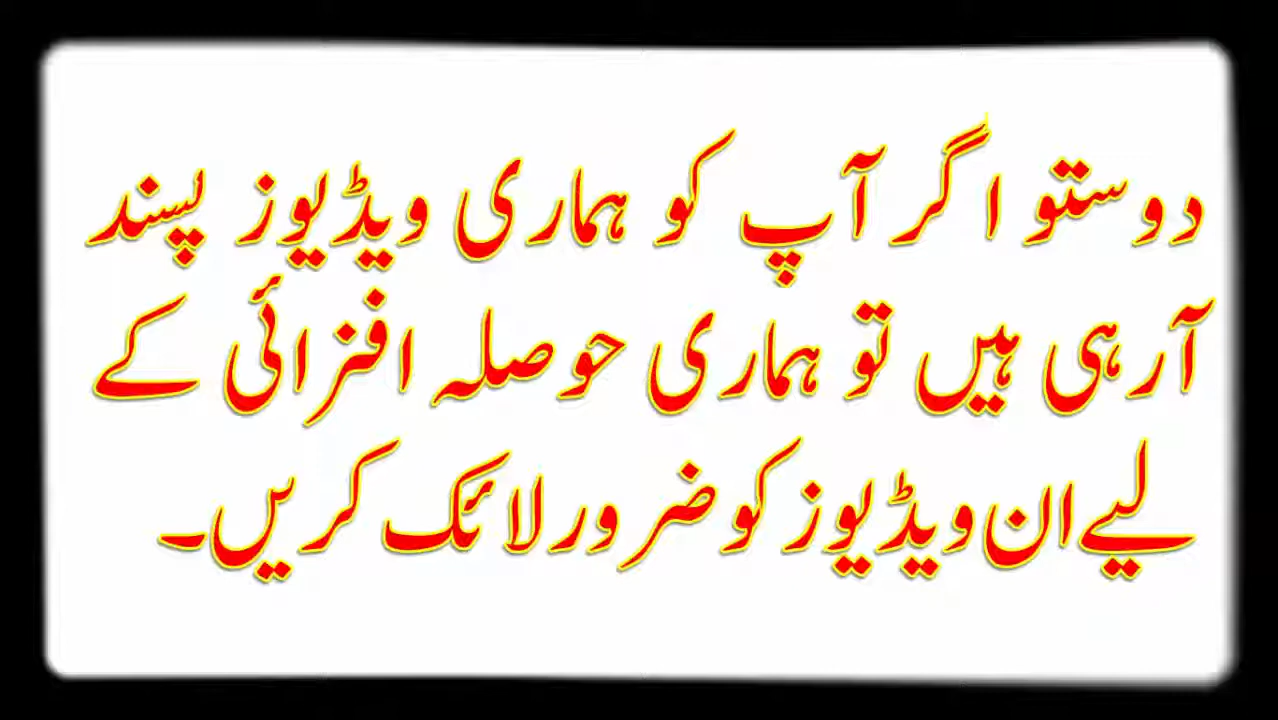 دوستو اگر آپ کو ہماری ویڈیوز پسند
آرہی ہیں تو ہماری حوصلہ افزائی کے
لیے ان ویڈیوز کو ضرور لائک کریں۔